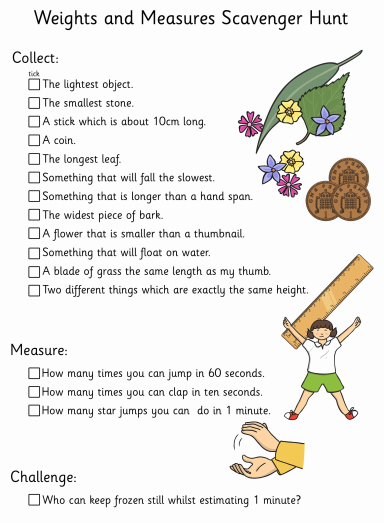 Weights and Measures Scavenger Hunt
Collect:
tick
The lightest object.
The smallest stone.
A stick which is about 10cm long.
A coin.
The longest leaf.
Something that will fall the slowest.
Something that is longer than a hand span.
The widest piece of bark.
A flower that is smaller than a thumbnail.
Something that will float on water.
A blade of grass the same length as my thumb.
Two different things which are exactly the same height.
Measure:
How many times you can jump in 60 seconds.
How many times you can clap in ten seconds.
How many star jumps you can do in 1 minute.
Challenge:
Who can keep frozen still whilst estimating 1 minute?